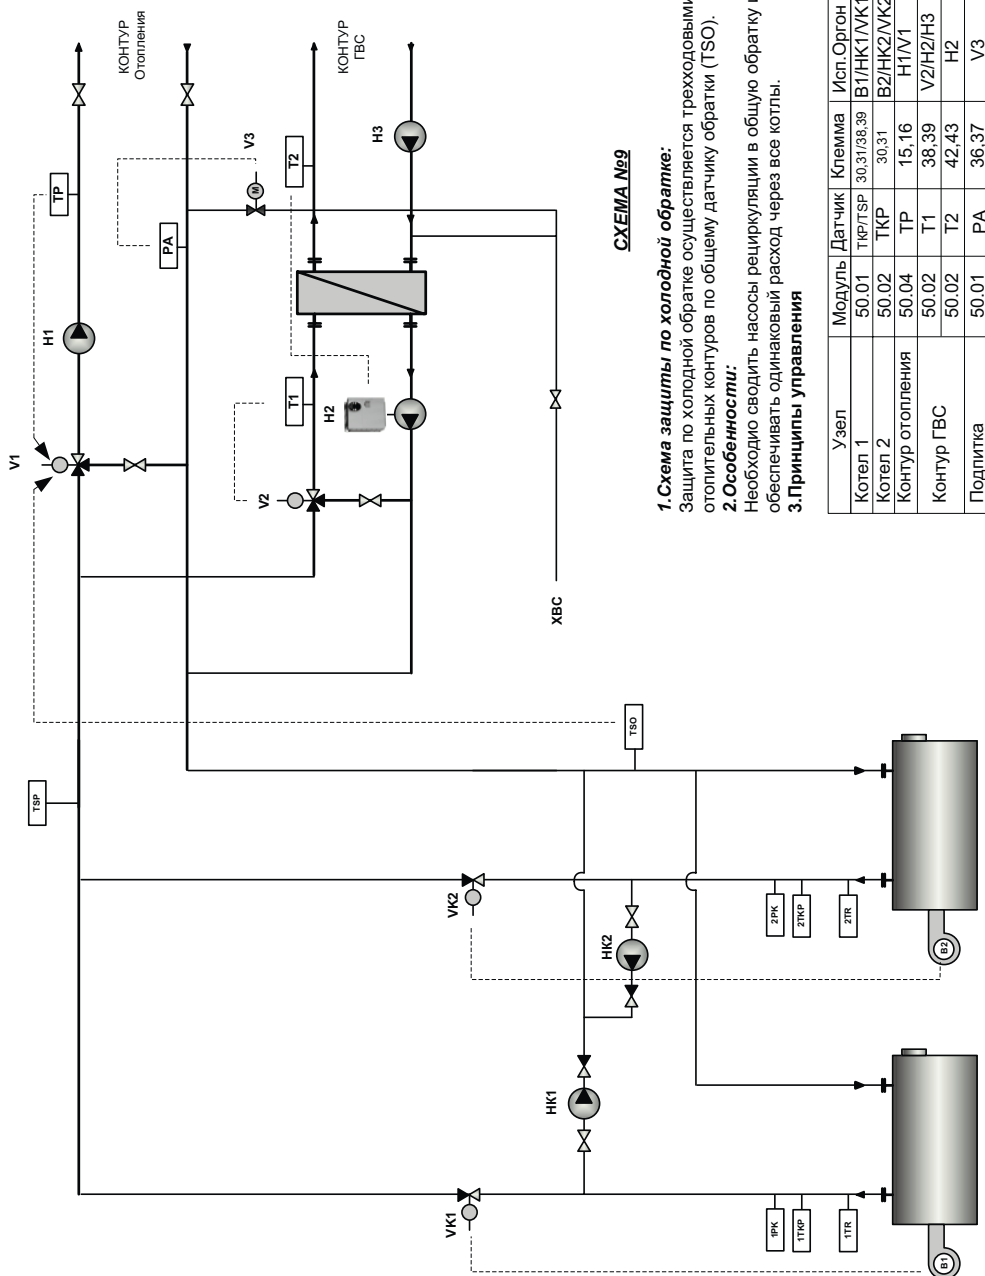 КОНТУР
Отопления
КОНТУР
ГВС
V1
H1
TP
PA
V3
M
T2
H3
V2
T1
H2
ХВС
TSP
TSO
VK1
VK2
HK1
HK2
1PK
1TKP
1TR
2PK
2TKP
2TR
B1
B2
СХЕМА №9
1.Схема защиты по холодной обратке:
Защита по холодной обратке осуществляется трехходовыми
отопительных контуров по общему датчику обратки (TSO).
2.Особенности:
Необходио сводить насосы рециркуляции в общую обратку
обеспечивать одинаковый расход через все котлы.
3.Принципы управления
Узел Модуль Датчик Клемма Исп.Оргон
Котел 1 50.01 ТКР/TSP 30,31/38,39 B1/HK1/VK1
Котел 2 50.02 ТКР 30,31 B2/HK2/VK2
Контур отопления 50.04 TP 15,16 H1/V1
Контур ГВС 50.02 T1 38,39 V2/H2/H3
50.02 T2 42,43 H2
Подпитка 50.01 PA 36,37 V3